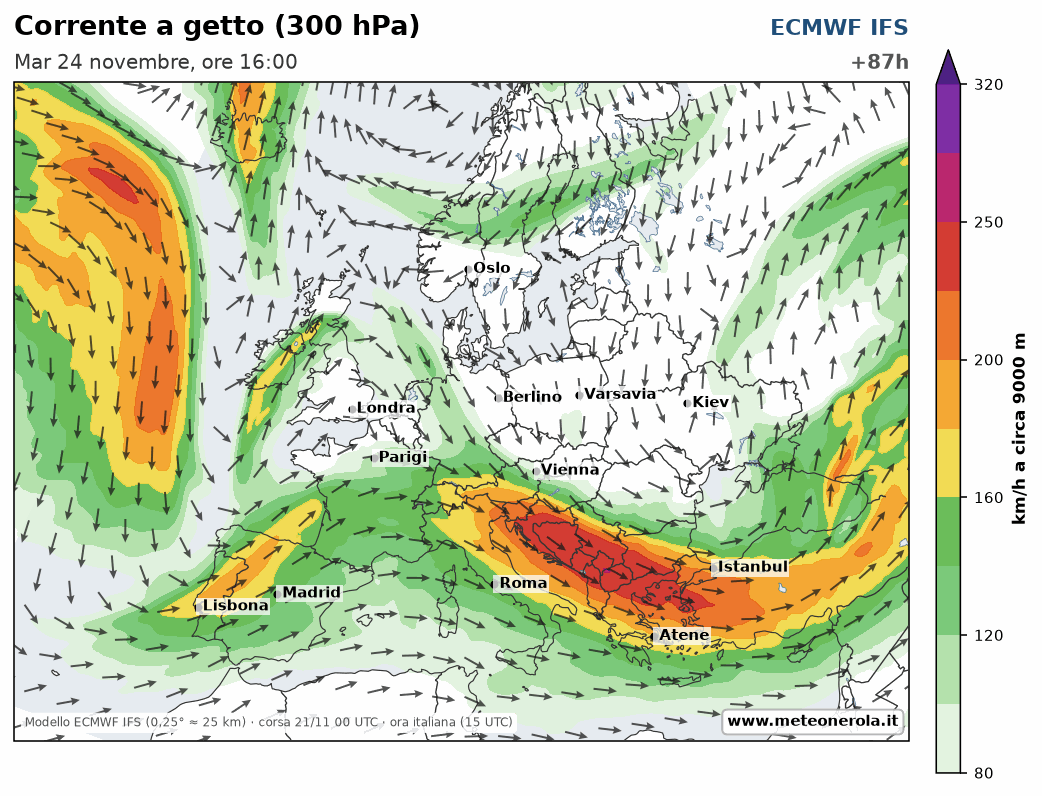 Corrente a getto (300 hPa)
ECMWF IFS
Mar 24 novembre, ore 16:00
+87h
320
250
200
160
120
80
km/h a circa 9000 m
Oslo
Londra
Berlino
Varsavia
Kiev
Parigi
Vienna
Istanbul
Roma
Madrid
Lisbona
Atene
Modello ECMWF IFS (0,25° ≈ 25 km) · corsa 21/11 00 UTC · ora italiana (15 UTC)
www.meteonerola.it